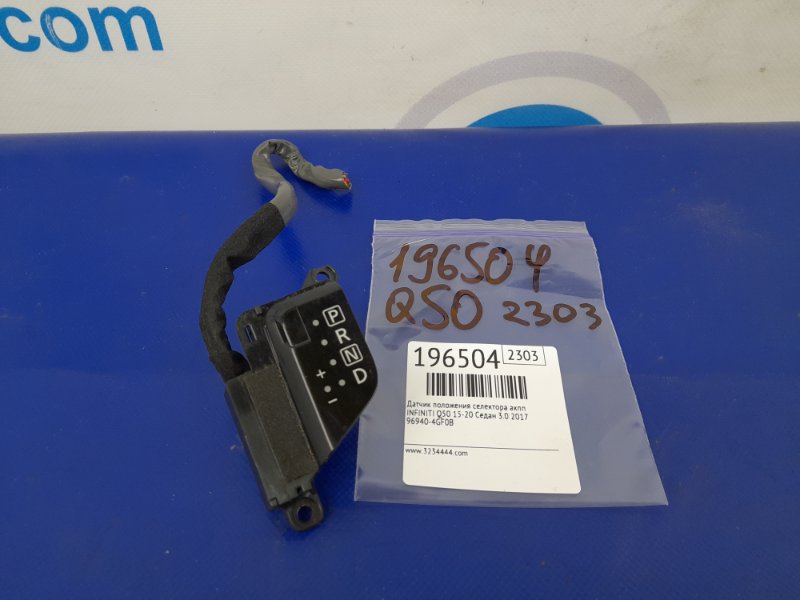 .com
196504
Q50 2303
196504 2303
Датчик положения селектора акпп
INFINITI Q50 15-20 Седан 3.0 2017
96940-4GF0B
www.3234444.com
P
R
N
+ D
-